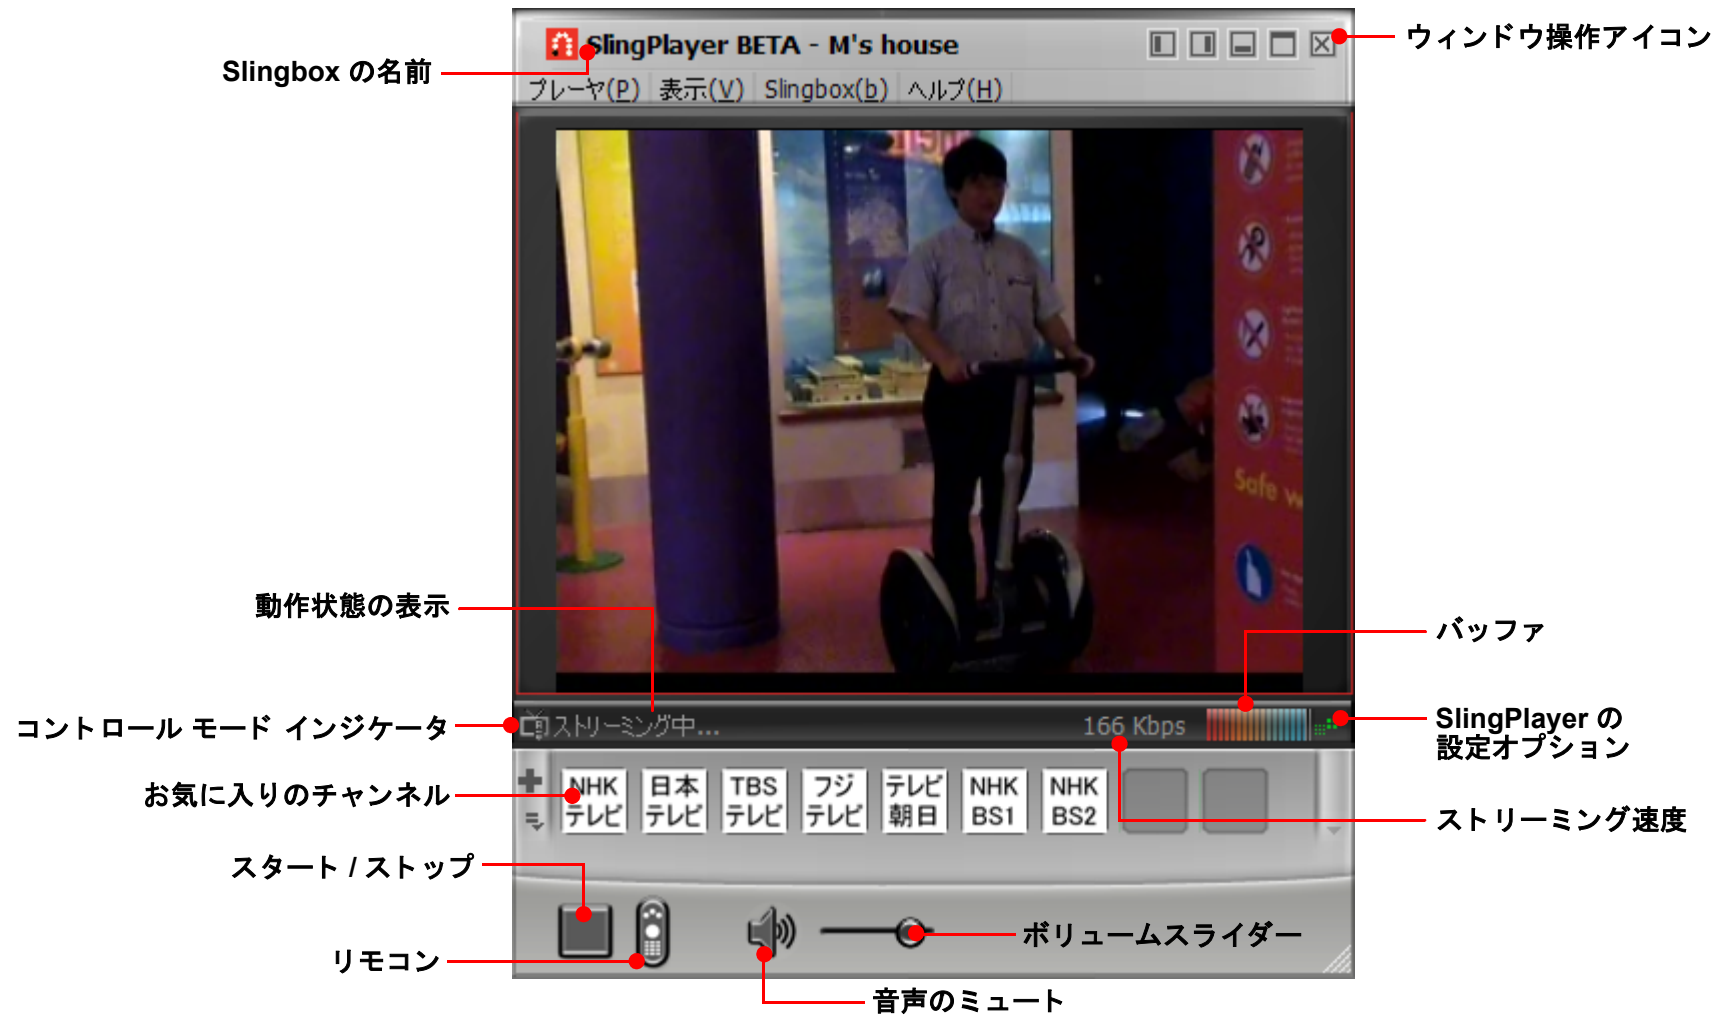 SlingPlayer BETA - M's house
ウィンドウ操作アイコン
Slingbox の名前
プレーヤ(P) 表示(V) Slingbox(b) ヘルプ(H)
Safe w
動作状態の表示
バッファ
コントロール モード インジケータ
ストリーミング中...
166 Kbps
SlingPlayer の
設定オプション
お気に入りのチャンネル
NHK
テレビ
日本
テレビ
TBS
テレビ
フジ
テレビ
テレビ
朝日
NHK
BS1
NHK
BS2
ストリーミング速度
スタート / ストップ
ボリュームスライダー
リモコン
音声のミュート